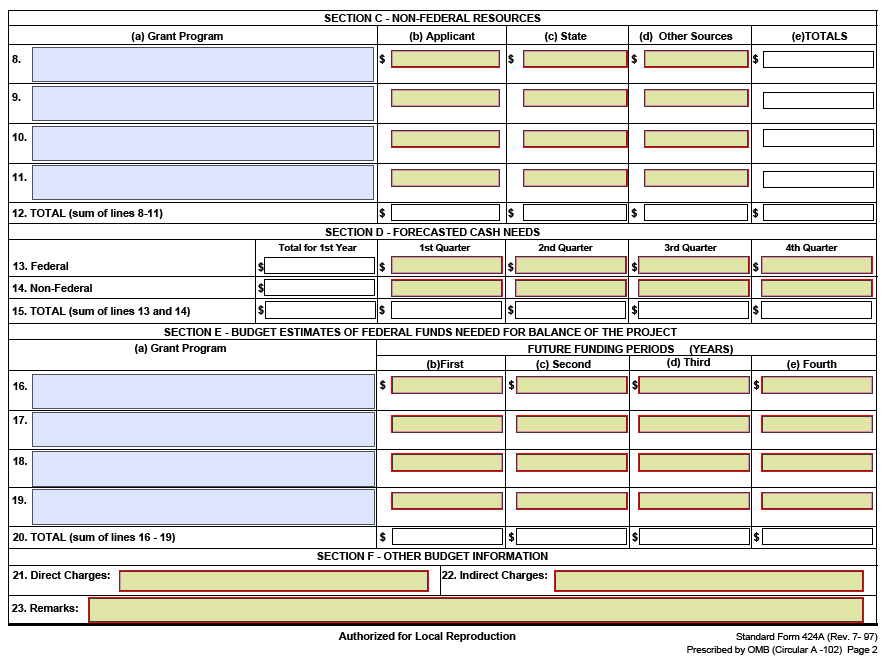 SECTION C - NON-FEDERAL RESOURCES
(a) Grant Program (b) Applicant (c) State (d) Other Sources (e)TOTALS
8. $ $ $ $
9.
10.
11.
12. TOTAL (sum of lines 8-11) $ $ $ $
SECTION D - FORECASTED CASH NEEDS
Total for 1st Year 1st Quarter 2nd Quarter 3rd Quarter 4th Quarter
13. Federal $ $ $ $ $
14. Non-Federal $
15. TOTAL (sum of lines 13 and 14) $ $ $ $ $
SECTION E - BUDGET ESTIMATES OF FEDERAL FUNDS NEEDED FOR BALANCE OF THE PROJECT
(a) Grant Program FUTURE FUNDING PERIODS (YEARS)
(b)First (c) Second (d) Third (e) Fourth
16. $ $ $ $
17.
18.
19.
20. TOTAL (sum of lines 16 - 19) $ $ $ $
SECTION F - OTHER BUDGET INFORMATION
21. Direct Charges: 22. Indirect Charges:
23. Remarks:
Authorized for Local Reproduction Standard Form 424A (Rev. 7- 97)
Prescribed by OMB (Circular A -102) Page 2